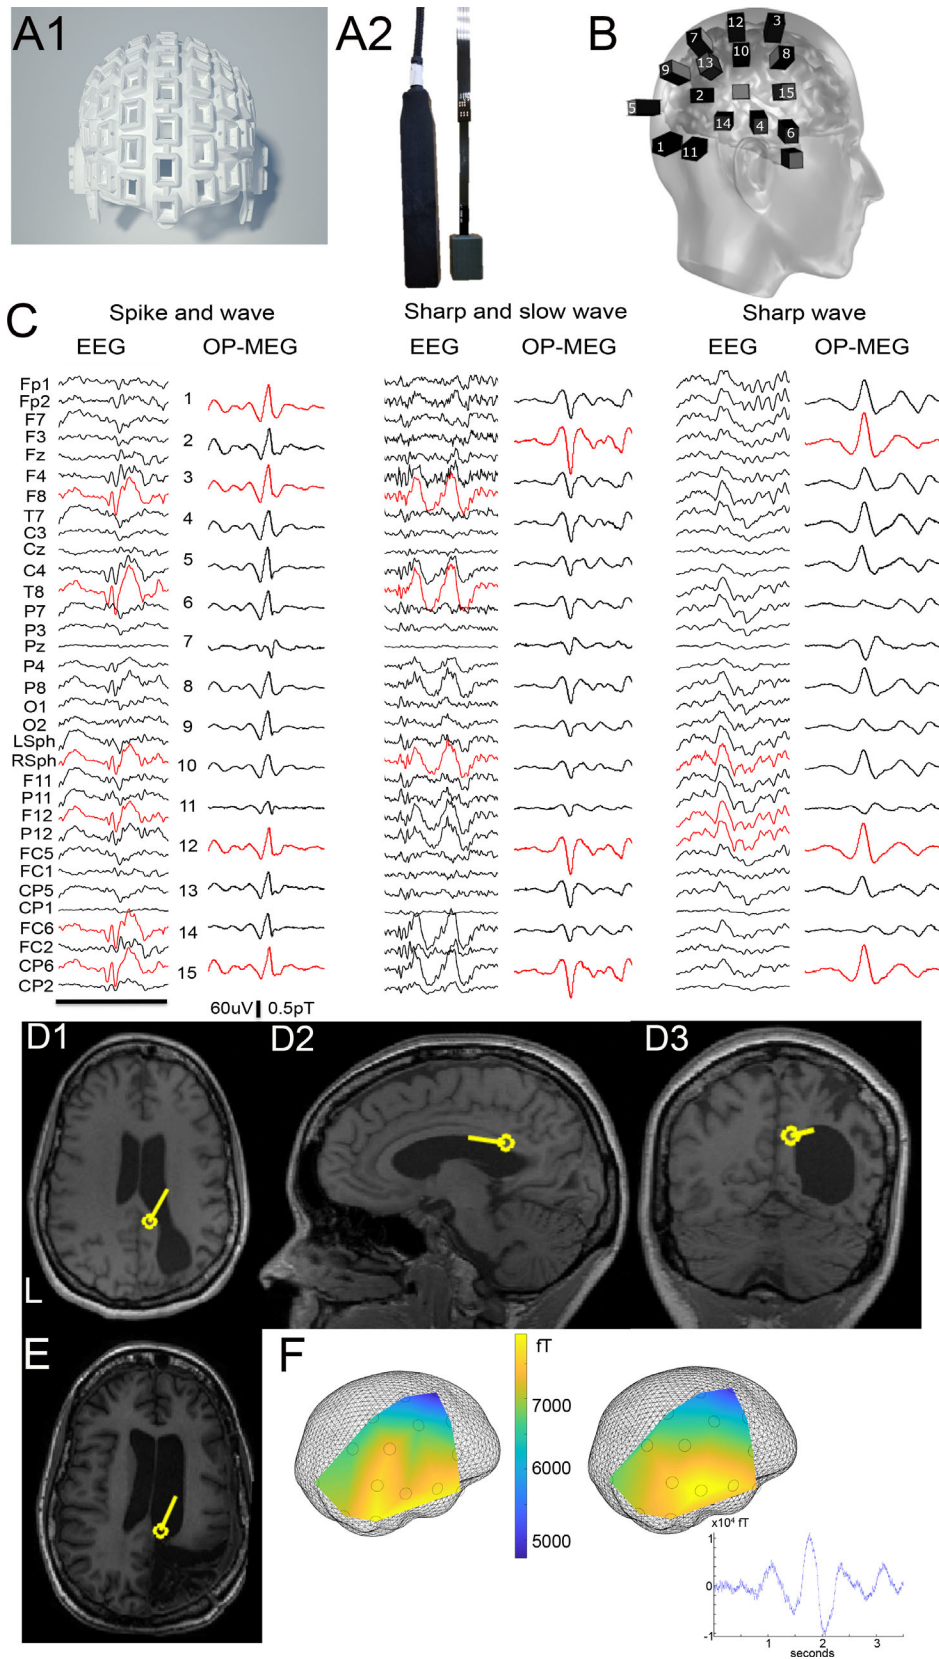 A1
A2
B
12
3
7
10
8
13
9
2
15
5
14
4
6
1
11
C
Spike and wave
Sharp and slow wave
Sharp wave
EEG
OP-MEG
EEG
OP-MEG
EEG
OP-MEG
Fp1
Fp2
F7
F3
Fz
F4
F8
T7
C3
Cz
C4
T8
P7
P3
Pz
P4
P8
O1
O2
LSph
RSph
F11
P11
F12
P12
FC5
FC1
CP5
CP1
FC6
FC2
CP6
CP2
1
2
3
4
5
6
7
8
9
10
11
12
13
14
15
60uV
0.5pT
D1
D2
D3
L
E
F
fT
7000
6000
5000
x10⁴ fT
1
0
-1
1
2
3
seconds